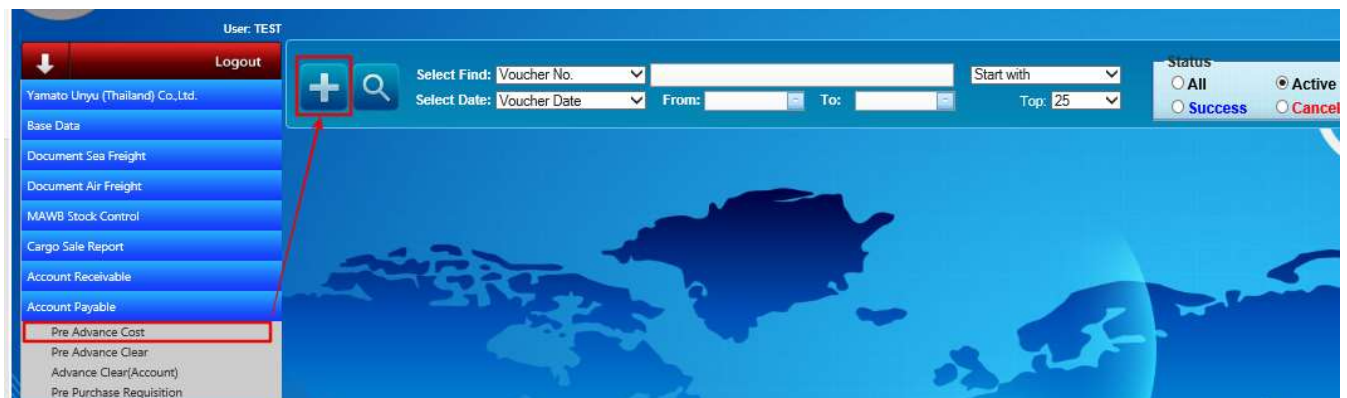 User: TEST
Logout
Yamato Unyu (Thailand) Co.,Ltd.
Base Data
Document Sea Freight
Document Air Freight
MAWB Stock Control
Cargo Sale Report
Account Receivable
Account Payable
Pre Advance Cost
Pre Advance Clear
Advance Clear(Account)
Pre Purchase Requisition
Select Find: Voucher No. Start with
Select Date: Voucher Date From: To: Top: 25
Status
All Active
Success Cancel